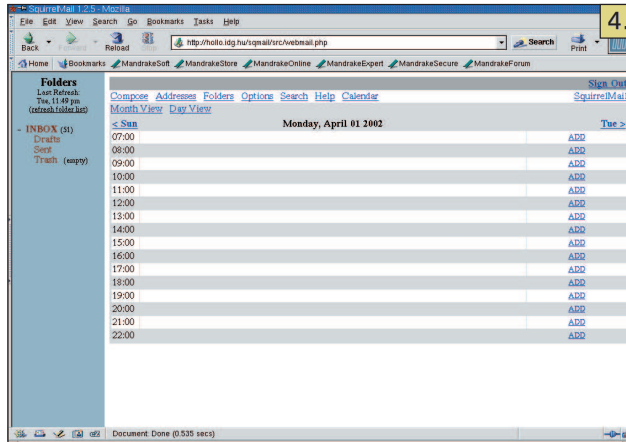 SquirrelMail 1.2.5 - Mozilla
File Edit View Search Go Bookmarks Tasks Help
4.
Back Forward Reload Stop http://hollo.idg.hu/sqmail/src/webmail.php Search Print
Home Bookmarks MandrakeSoft MandrakeStore MandrakeOnline MandrakeExpert MandrakeSecure MandrakeForum
Folders
Last Refresh:
Tue, 11:49 pm
(refresh folder list)
- INBOX (51)
Drafts
Sent
Trash (empty)
Sign Out
Compose Addresses Folders Options Search Help Calendar SquirrelMail
Month View Day View
< Sun Monday, April 01 2002 Tue >
07:00 ADD
08:00 ADD
09:00 ADD
10:00 ADD
11:00 ADD
12:00 ADD
13:00 ADD
14:00 ADD
15:00 ADD
16:00 ADD
17:00 ADD
18:00 ADD
19:00 ADD
20:00 ADD
21:00 ADD
22:00 ADD
Document: Done (0.535 secs)